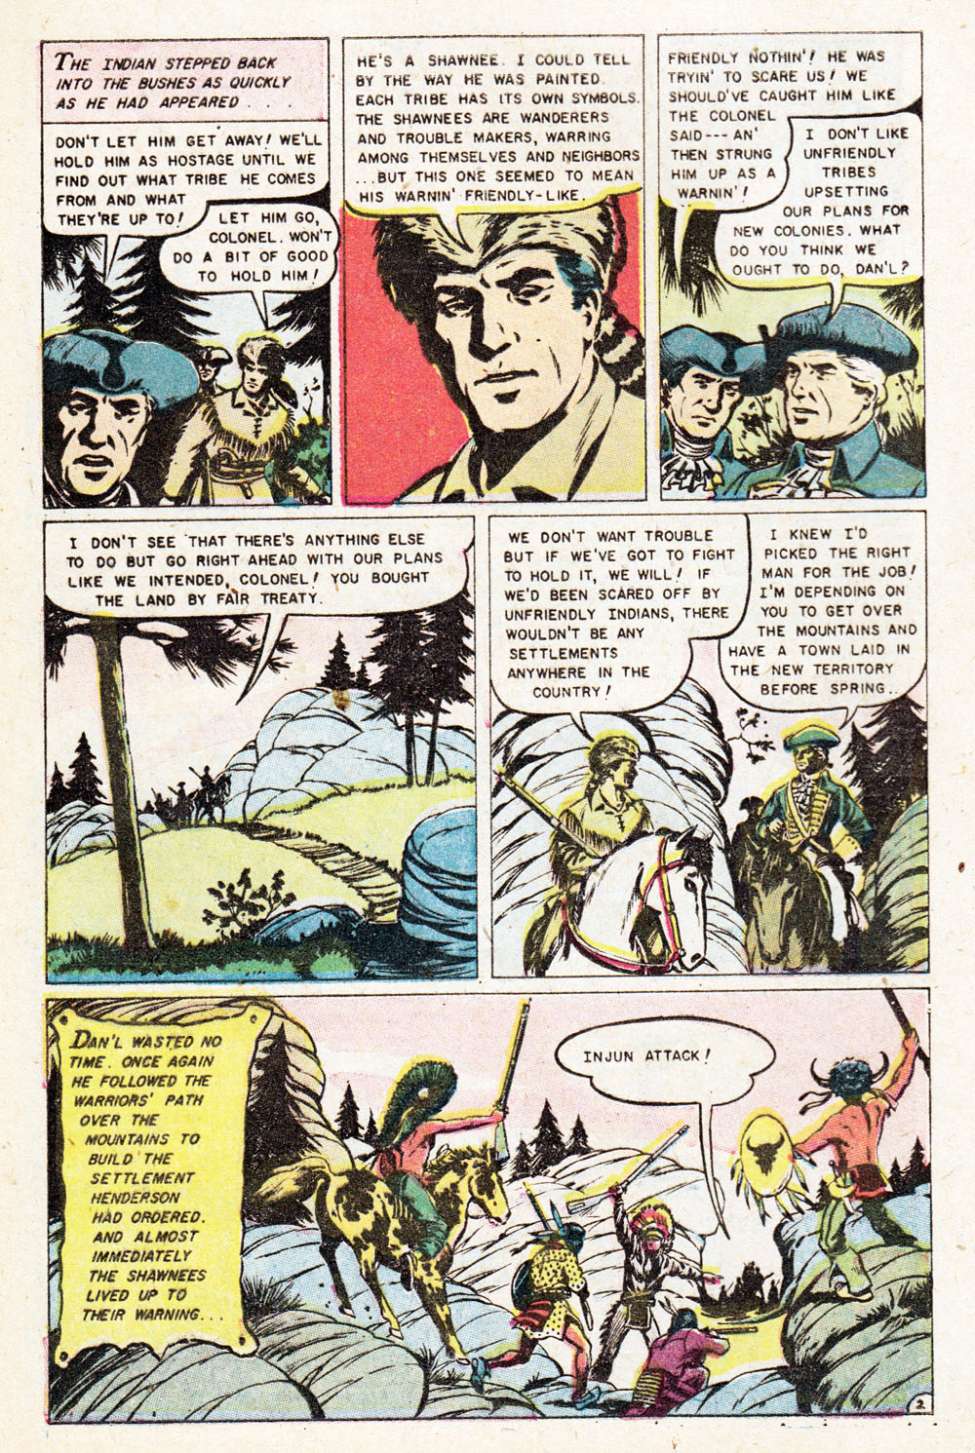 THE INDIAN STEPPED BACK
INTO THE BUSHES AS QUICKLY
AS HE HAD APPEARED . . .
DON'T LET HIM GET AWAY! WE'LL
HOLD HIM AS HOSTAGE UNTIL WE
FIND OUT WHAT TRIBE HE COMES
FROM AND WHAT
THEY'RE UP TO!
LET HIM GO,
COLONEL. WON'T
DO A BIT OF GOOD
TO HOLD HIM!
HE'S A SHAWNEE. I COULD TELL
BY THE WAY HE WAS PAINTED.
EACH TRIBE HAS ITS OWN SYMBOLS.
THE SHAWNEES ARE WANDERERS
AND TROUBLE MAKERS, WARRING
AMONG THEMSELVES AND NEIGHBORS
...BUT THIS ONE SEEMED TO MEAN
HIS WARNIN' FRIENDLY-LIKE.
FRIENDLY NOTHIN'! HE WAS
TRYIN' TO SCARE US! WE
SHOULD'VE CAUGHT HIM LIKE
THE COLONEL
SAID --- AN'
THEN STRUNG
HIM UP AS A
WARNIN'!
I DON'T LIKE
UNFRIENDLY
TRIBES
UPSETTING
OUR PLANS FOR
NEW COLONIES. WHAT
DO YOU THINK WE
OUGHT TO DO, DAN'L?
I DON'T SEE THAT THERE'S ANYTHING ELSE
TO DO BUT GO RIGHT AHEAD WITH OUR PLANS
LIKE WE INTENDED, COLONEL! YOU BOUGHT
THE LAND BY FAIR TREATY.
WE DON'T WANT TROUBLE
BUT IF WE'VE GOT TO FIGHT
TO HOLD IT, WE WILL! IF
WE'D BEEN SCARED OFF BY
UNFRIENDLY INDIANS, THERE
WOULDN'T BE ANY
SETTLEMENTS
ANYWHERE IN THE
COUNTRY!
I KNEW I'D
PICKED THE RIGHT
MAN FOR THE JOB!
I'M DEPENDING ON
YOU TO GET OVER
THE MOUNTAINS AND
HAVE A TOWN LAID IN
THE NEW TERRITORY
BEFORE SPRING..
DAN'L WASTED NO
TIME. ONCE AGAIN
HE FOLLOWED THE
WARRIORS' PATH
OVER THE
MOUNTAINS TO
BUILD THE
SETTLEMENT
HENDERSON
HAD ORDERED.
AND ALMOST
IMMEDIATELY
THE SHAWNEES
LIVED UP TO
THEIR WARNING...
INJUN ATTACK!
2